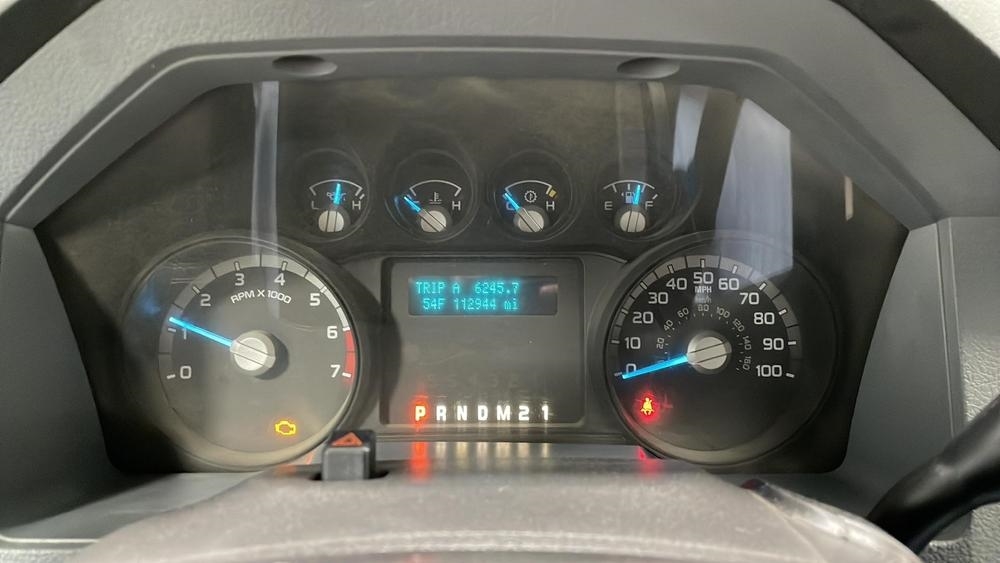 L H
H
C H
E F
0 1 2 3 4 5 6 7
RPM X 1000
TRIP A 6245.7
54F 112944 mi
P R N D M 2 1
0 10 20 30 40 50 60 70 80 90 100
MPH
km/h
20 40 60 80 100 120 140 160